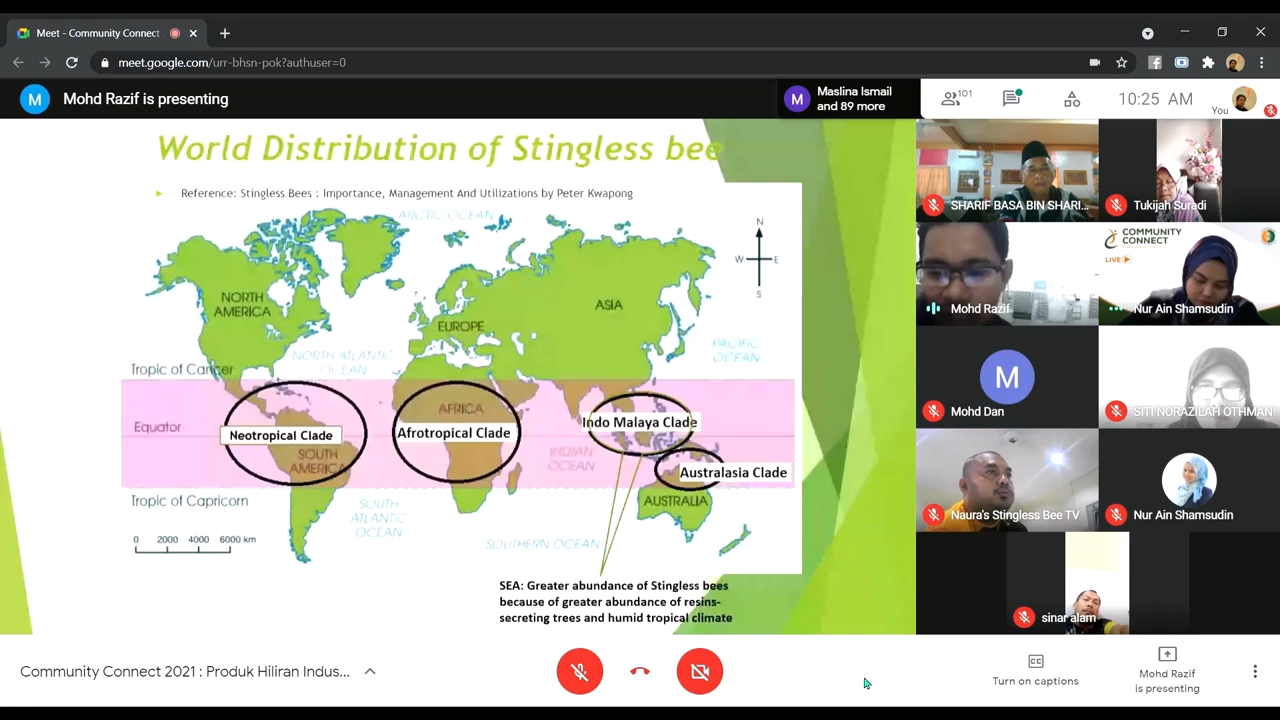 Meet - Community Connect
meet.google.com/urr-bhsn-pok?authuser=0
M
Mohd Razif is presenting
M
Maslina Ismail
and 89 more
101
10:25 AM
You
World Distribution of Stingless bee
Reference: Stingless Bees : Importance, Management And Utilizations by Peter Kwapong
ARCTIC OCEAN
N
W
E
S
NORTH
AMERICA
EUROPE
ASIA
NORTH ATLANTIC
OCEAN
PACIFIC
OCEAN
Tropic of Cancer
AFRICA
Equator
Neotropical Clade
Afrotropical Clade
Indo Malaya Clade
SOUTH
AMERICA
INDIAN
OCEAN
Australasia Clade
Tropic of Capricorn
SOUTH
ATLANTIC
OCEAN
AUSTRALIA
0 2000 4000 6000 km
SOUTHERN OCEAN
SEA: Greater abundance of Stingless bees
because of greater abundance of resins-
secreting trees and humid tropical climate
SHARIF BASA BIN SHARI...
Tukijah Suradi
COMMUNITY
CONNECT
LIVE
Mohd Razif
Nur Ain Shamsudin
M
Mohd Dan
SITI NORAZILAH OTHMAN
Naura's Stingless Bee TV
Nur Ain Shamsudin
sinar alam
Community Connect 2021 : Produk Hiliran Indus...
CC
Turn on captions
Mohd Razif
is presenting